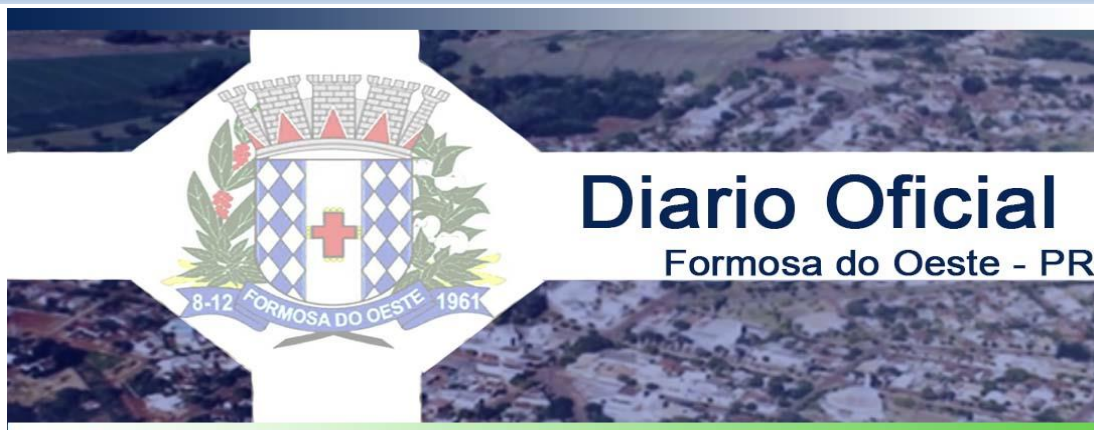 Diario Oficial
Formosa do Oeste - PR
8-12 FORMOSA DO OESTE 1961